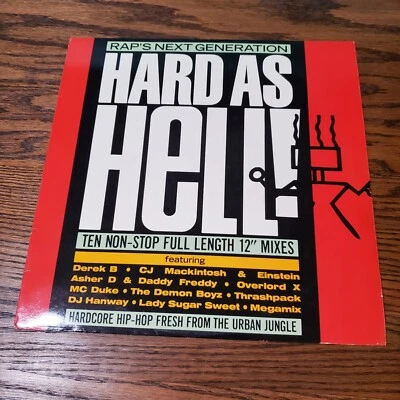 RAP'S NEXT GENERATION
HARD AS
HELL!
TEN NON-STOP FULL LENGTH 12" MIXES
featuring
Derek B • CJ Mackintosh & Einstein
Asher D & Daddy Freddy • Overlord X
MC Duke • The Demon Boyz • Thrashpack
DJ Hanway • Lady Sugar Sweet • Megamix
HARDCORE HIP-HOP FRESH FROM THE URBAN JUNGLE